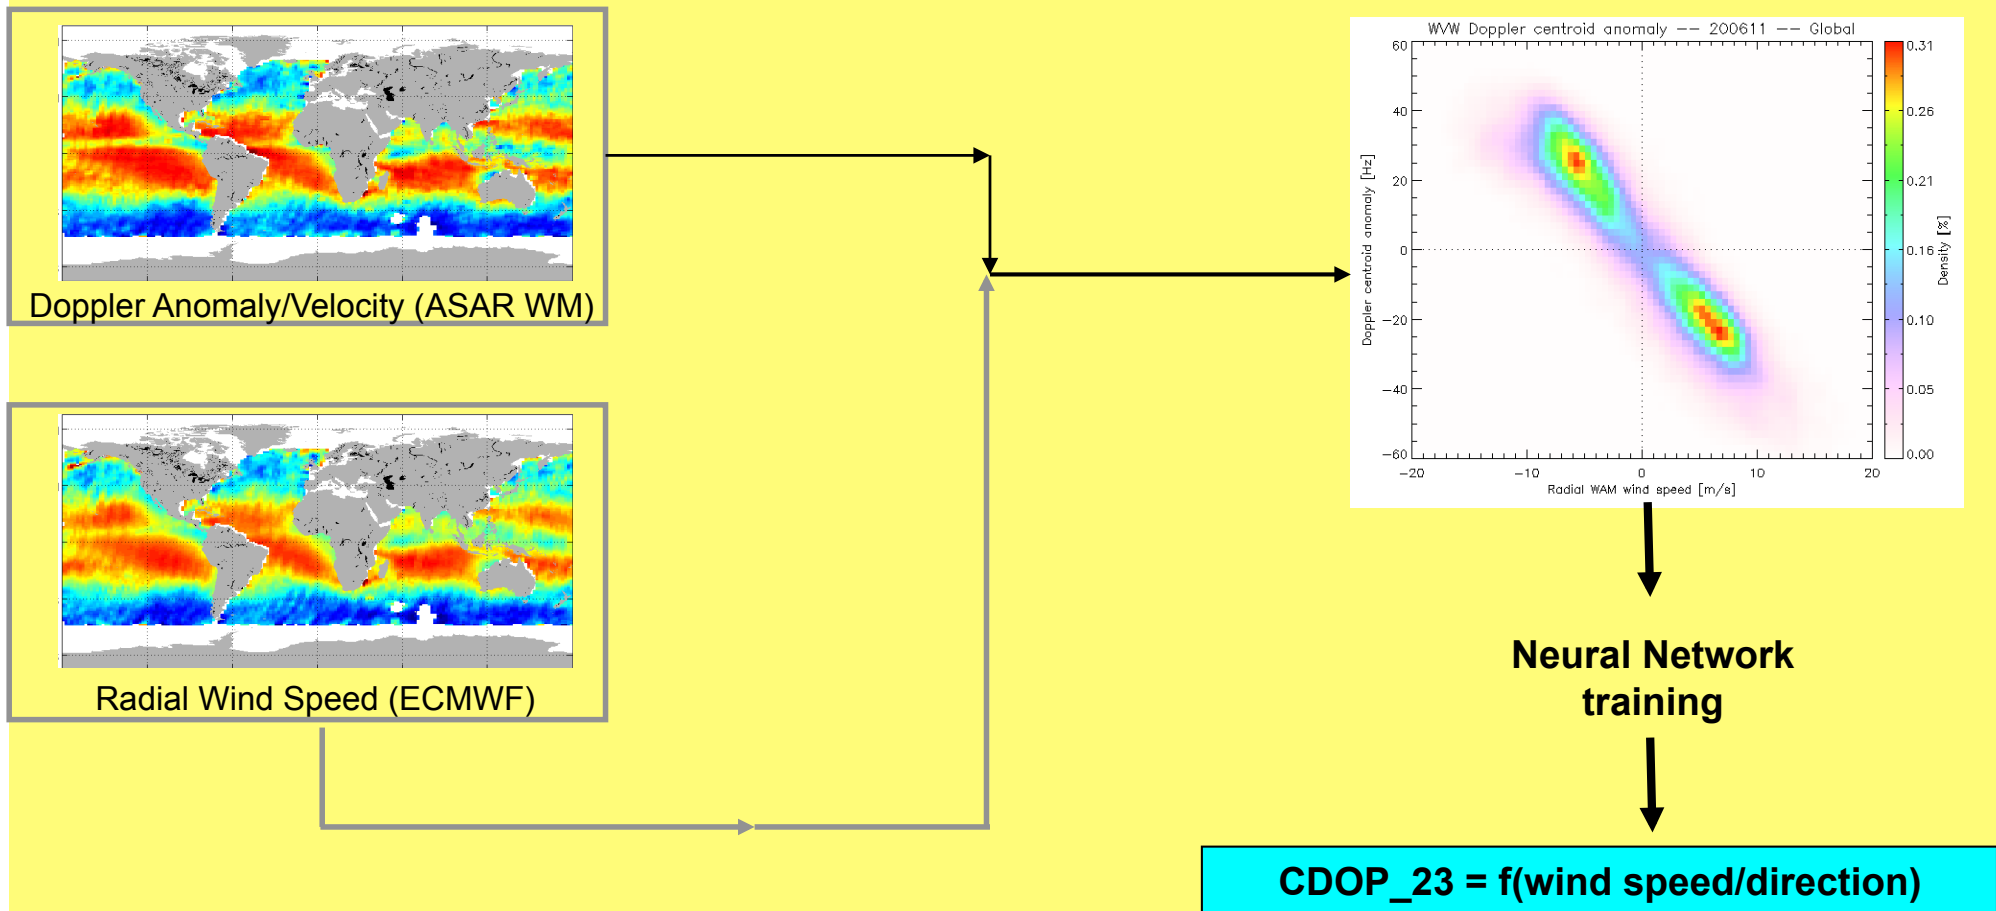 Doppler Anomaly/Velocity (ASAR WM)
Radial Wind Speed (ECMWF)
WVW Doppler centroid anomaly -- 200611 -- Global
60
40
20
0
-20
-40
-60
Doppler centroid anomaly [Hz]
-20
-10
0
10
20
Radial WAM wind speed [m/s]
0.31
0.26
0.21
0.16
0.10
0.05
0.00
Density [%]
Neural Network
training
CDOP_23 = f(wind speed/direction)